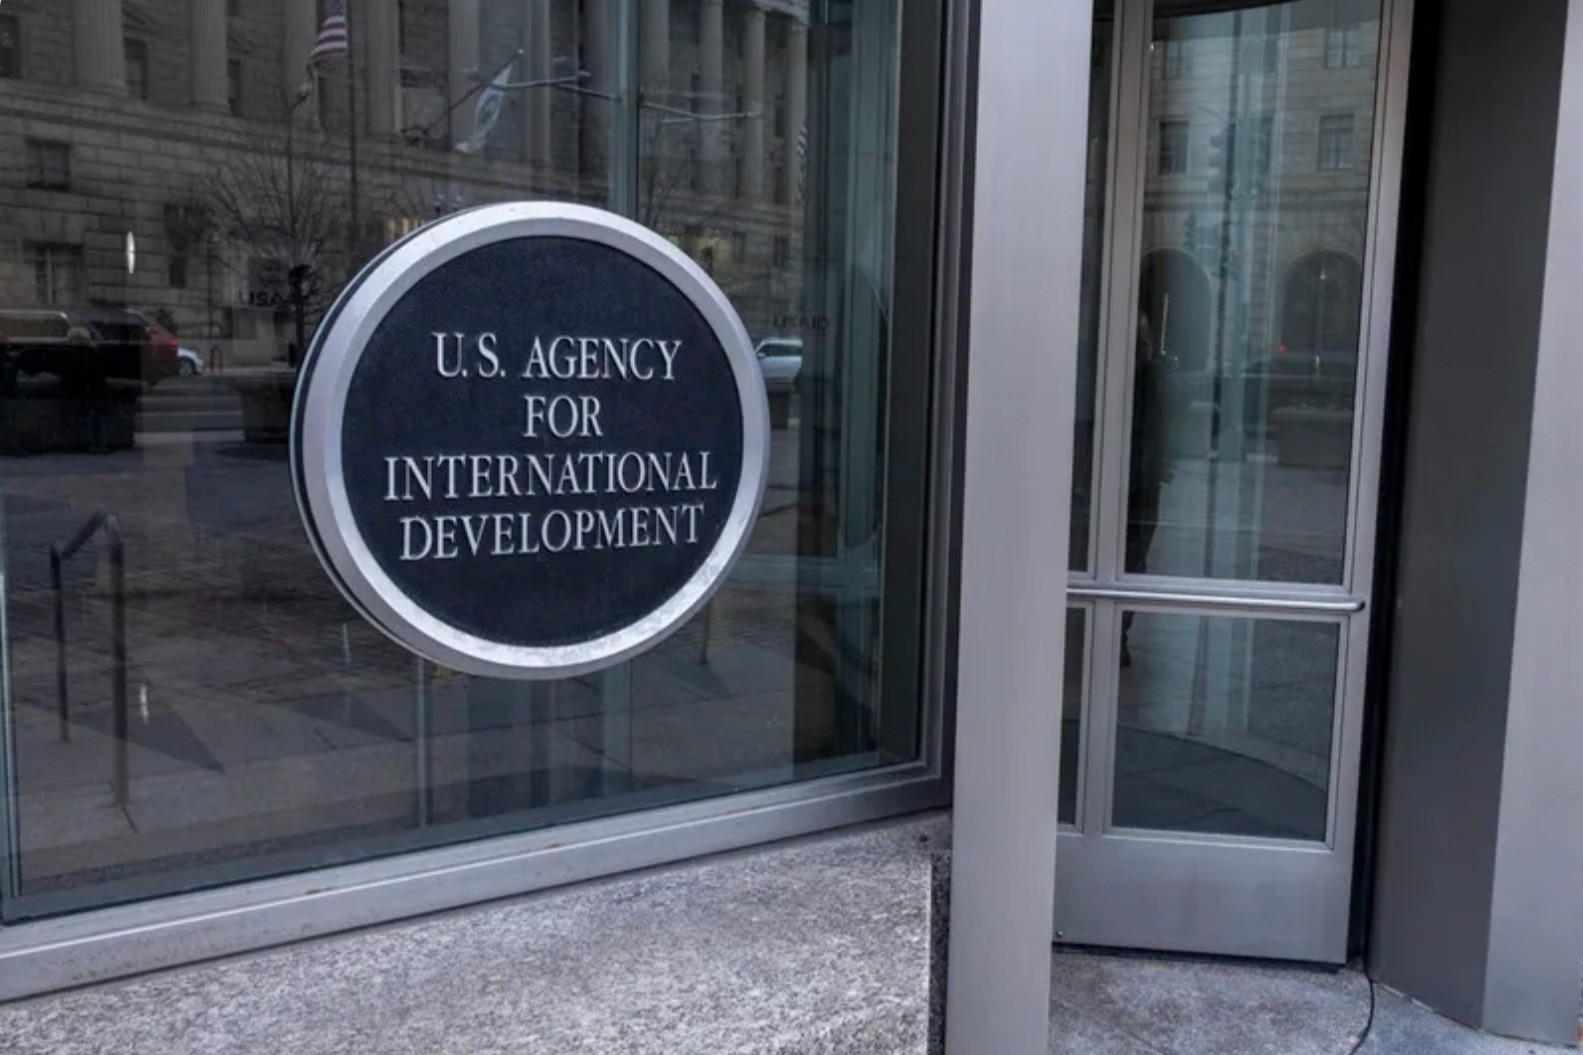 U.S. AGENCY
FOR
INTERNATIONAL
DEVELOPMENT